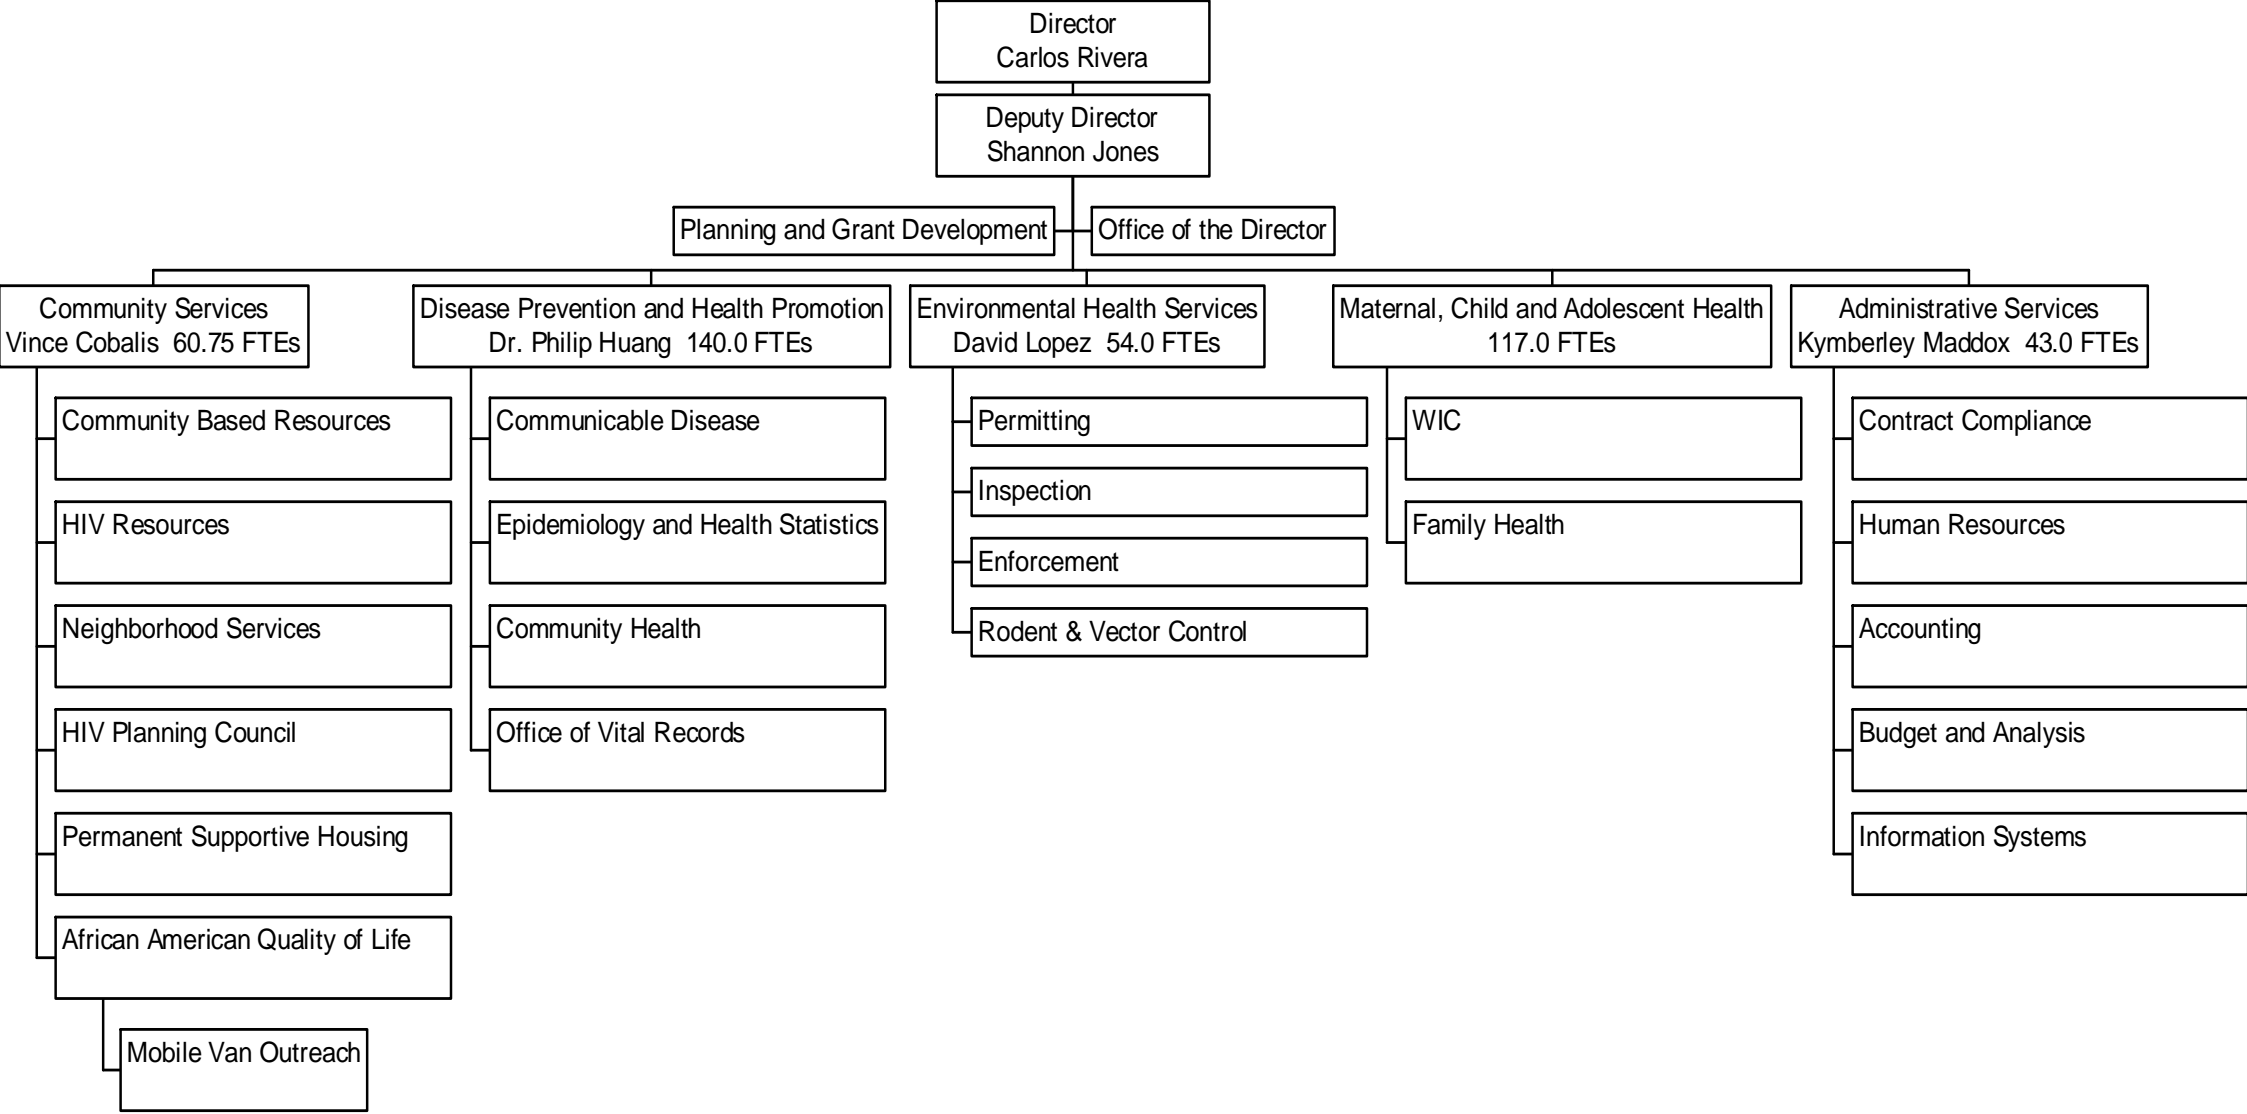 Director
Carlos Rivera
Deputy Director
Shannon Jones
Planning and Grant Development
Office of the Director
Community Services
Vince Cobalis  60.75 FTEs
Disease Prevention and Health Promotion
Dr. Philip Huang  140.0 FTEs
Environmental Health Services
David Lopez  54.0 FTEs
Maternal, Child and Adolescent Health
117.0 FTEs
Administrative Services
Kymberley Maddox  43.0 FTEs
Community Based Resources
HIV Resources
Neighborhood Services
HIV Planning Council
Permanent Supportive Housing
African American Quality of Life
Mobile Van Outreach
Communicable Disease
Epidemiology and Health Statistics
Community Health
Office of Vital Records
Permitting
Inspection
Enforcement
Rodent & Vector Control
WIC
Family Health
Contract Compliance
Human Resources
Accounting
Budget and Analysis
Information Systems